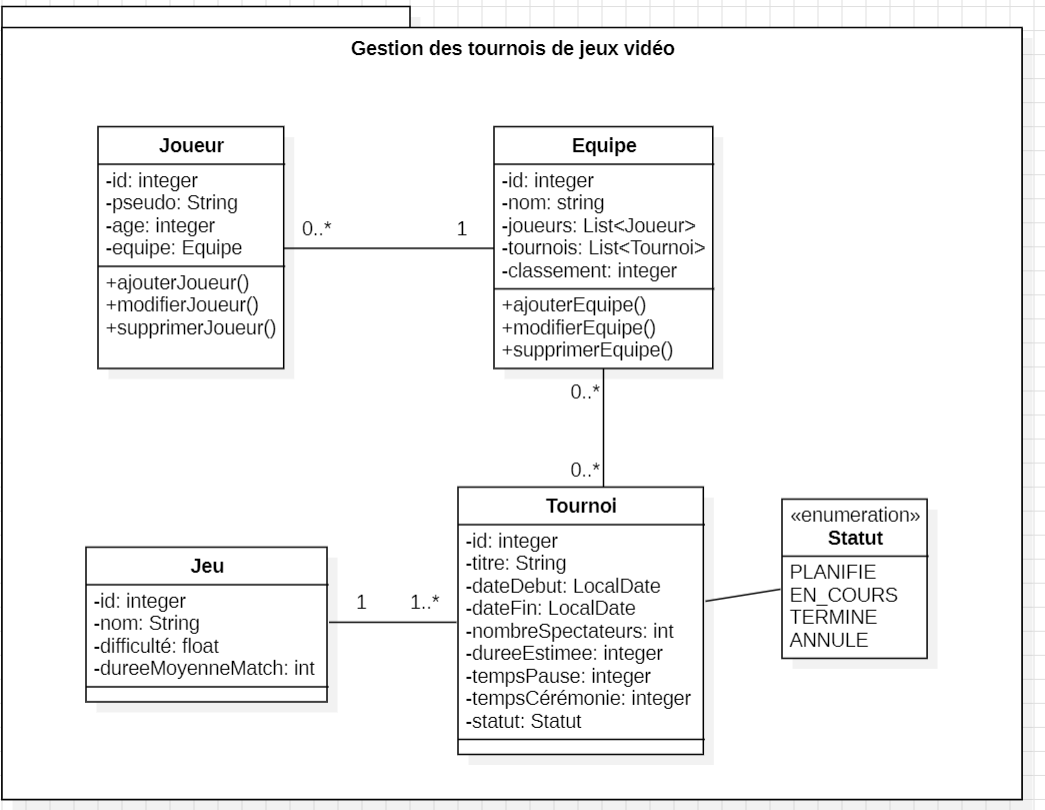 Gestion des tournois de jeux vidéo
Joueur
-id: integer
-pseudo: String
-age: integer
-equipe: Equipe
+ajouterJoueur()
+modifierJoueur()
+supprimerJoueur()
0..*
1
Equipe
-id: integer
-nom: string
-joueurs: List<Joueur>
-tournois: List<Tournoi>
-classement: integer
+ajouterEquipe()
+modifierEquipe()
+supprimerEquipe()
0..*
0..*
Jeu
-id: integer
-nom: String
-difficulté: float
-dureeMoyenneMatch: int
1
1..*
Tournoi
-id: integer
-titre: String
-dateDebut: LocalDate
-dateFin: LocalDate
-nombreSpectateurs: int
-dureeEstimee: integer
-tempsPause: integer
-tempsCérémonie: integer
-statut: Statut
«enumeration»
Statut
PLANIFIE
EN_COURS
TERMINE
ANNULE